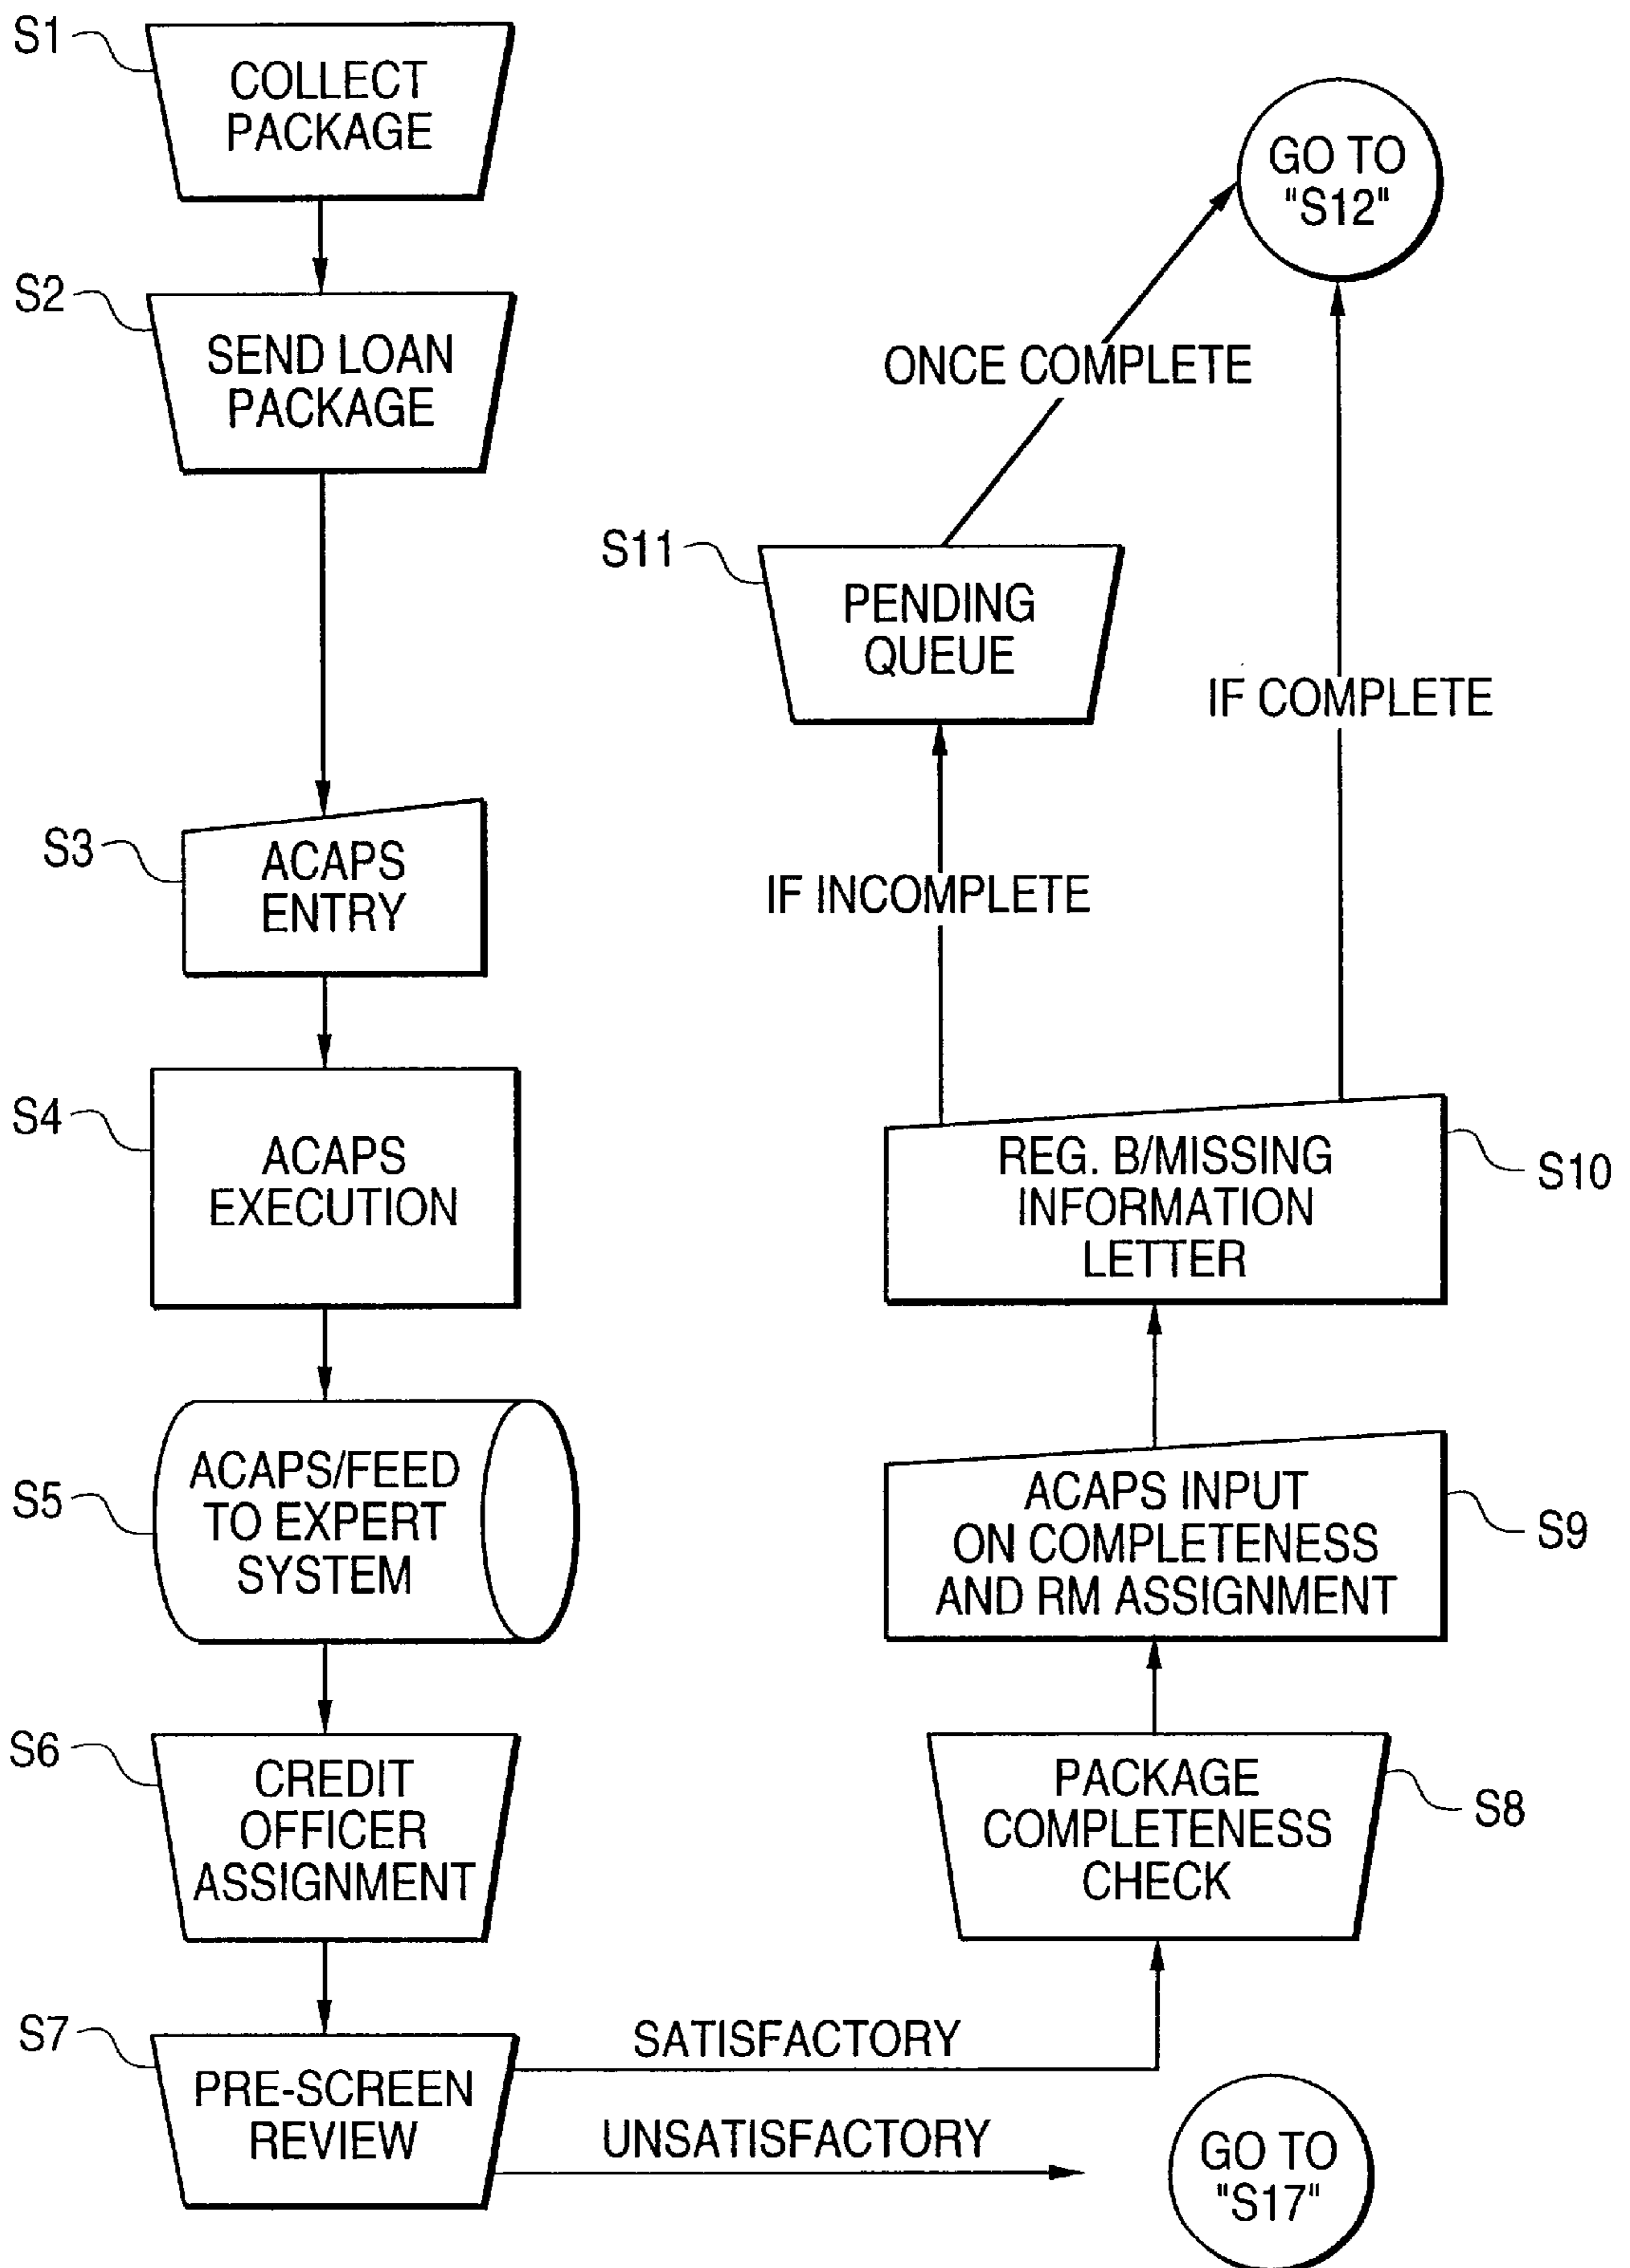 S1
COLLECT
PACKAGE
S2
SEND LOAN
PACKAGE
S3
ACAPS
ENTRY
S4
ACAPS
EXECUTION
S5
ACAPS/FEED
TO EXPERT
SYSTEM
S6
CREDIT
OFFICER
ASSIGNMENT
S7
PRE-SCREEN
REVIEW
SATISFACTORY
UNSATISFACTORY
GO TO
"S17"
S8
PACKAGE
COMPLETENESS
CHECK
S9
ACAPS INPUT
ON COMPLETENESS
AND RM ASSIGNMENT
S10
REG. B/MISSING
INFORMATION
LETTER
IF INCOMPLETE
IF COMPLETE
S11
PENDING
QUEUE
ONCE COMPLETE
GO TO
"S12"